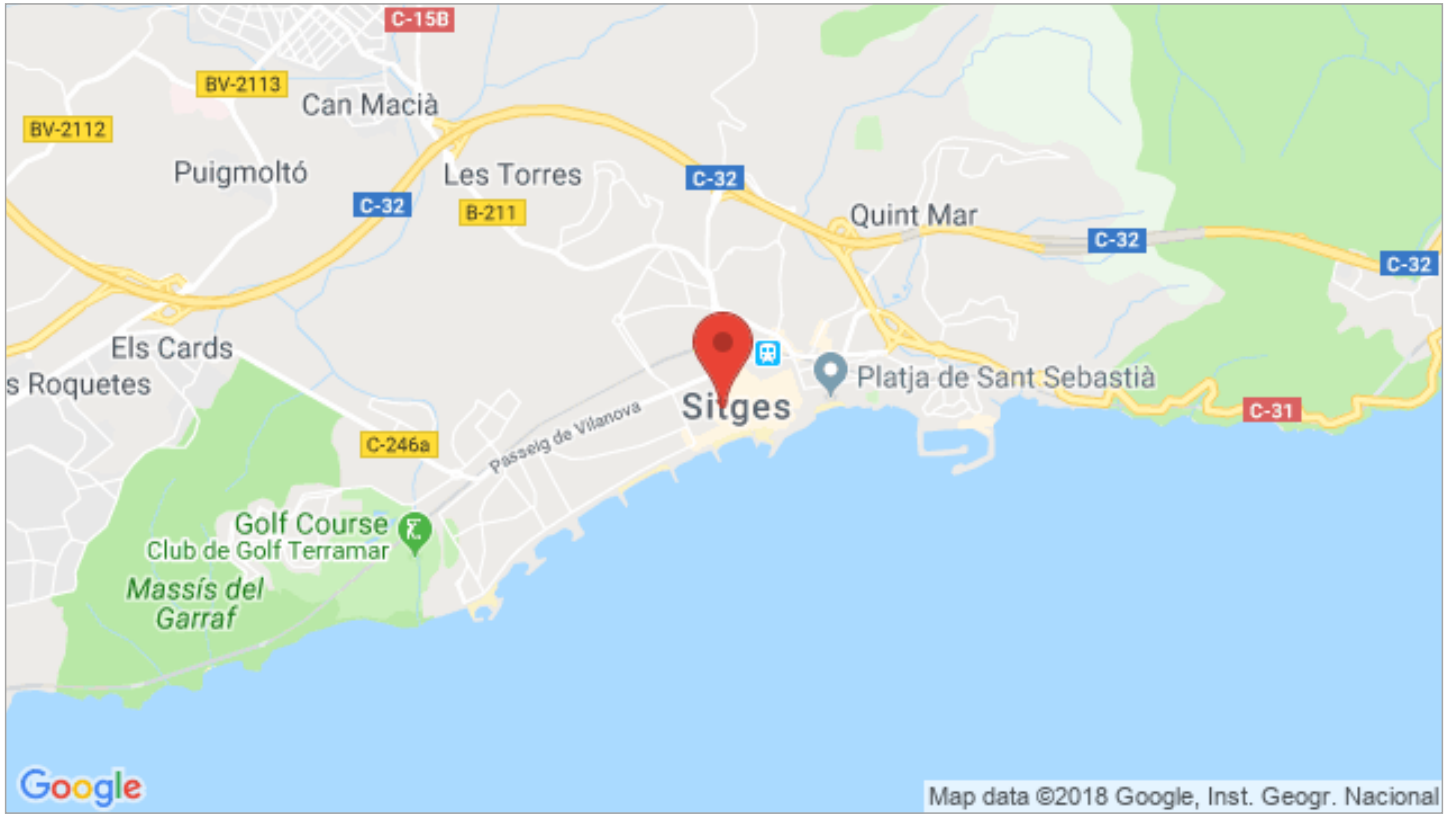 C-15B
BV-2113
Can Macià
BV-2112
Puigmoltó
Les Torres
C-32
C-32
B-211
Quint Mar
C-32
C-32
Els Cards
s Roquetes
Platja de Sant Sebastià
Sitges
C-31
Passeig de Vilanova
C-246a
Golf Course
Club de Golf Terramar
Massís del
Garraf
Google
Map data ©2018 Google, Inst. Geogr. Nacional